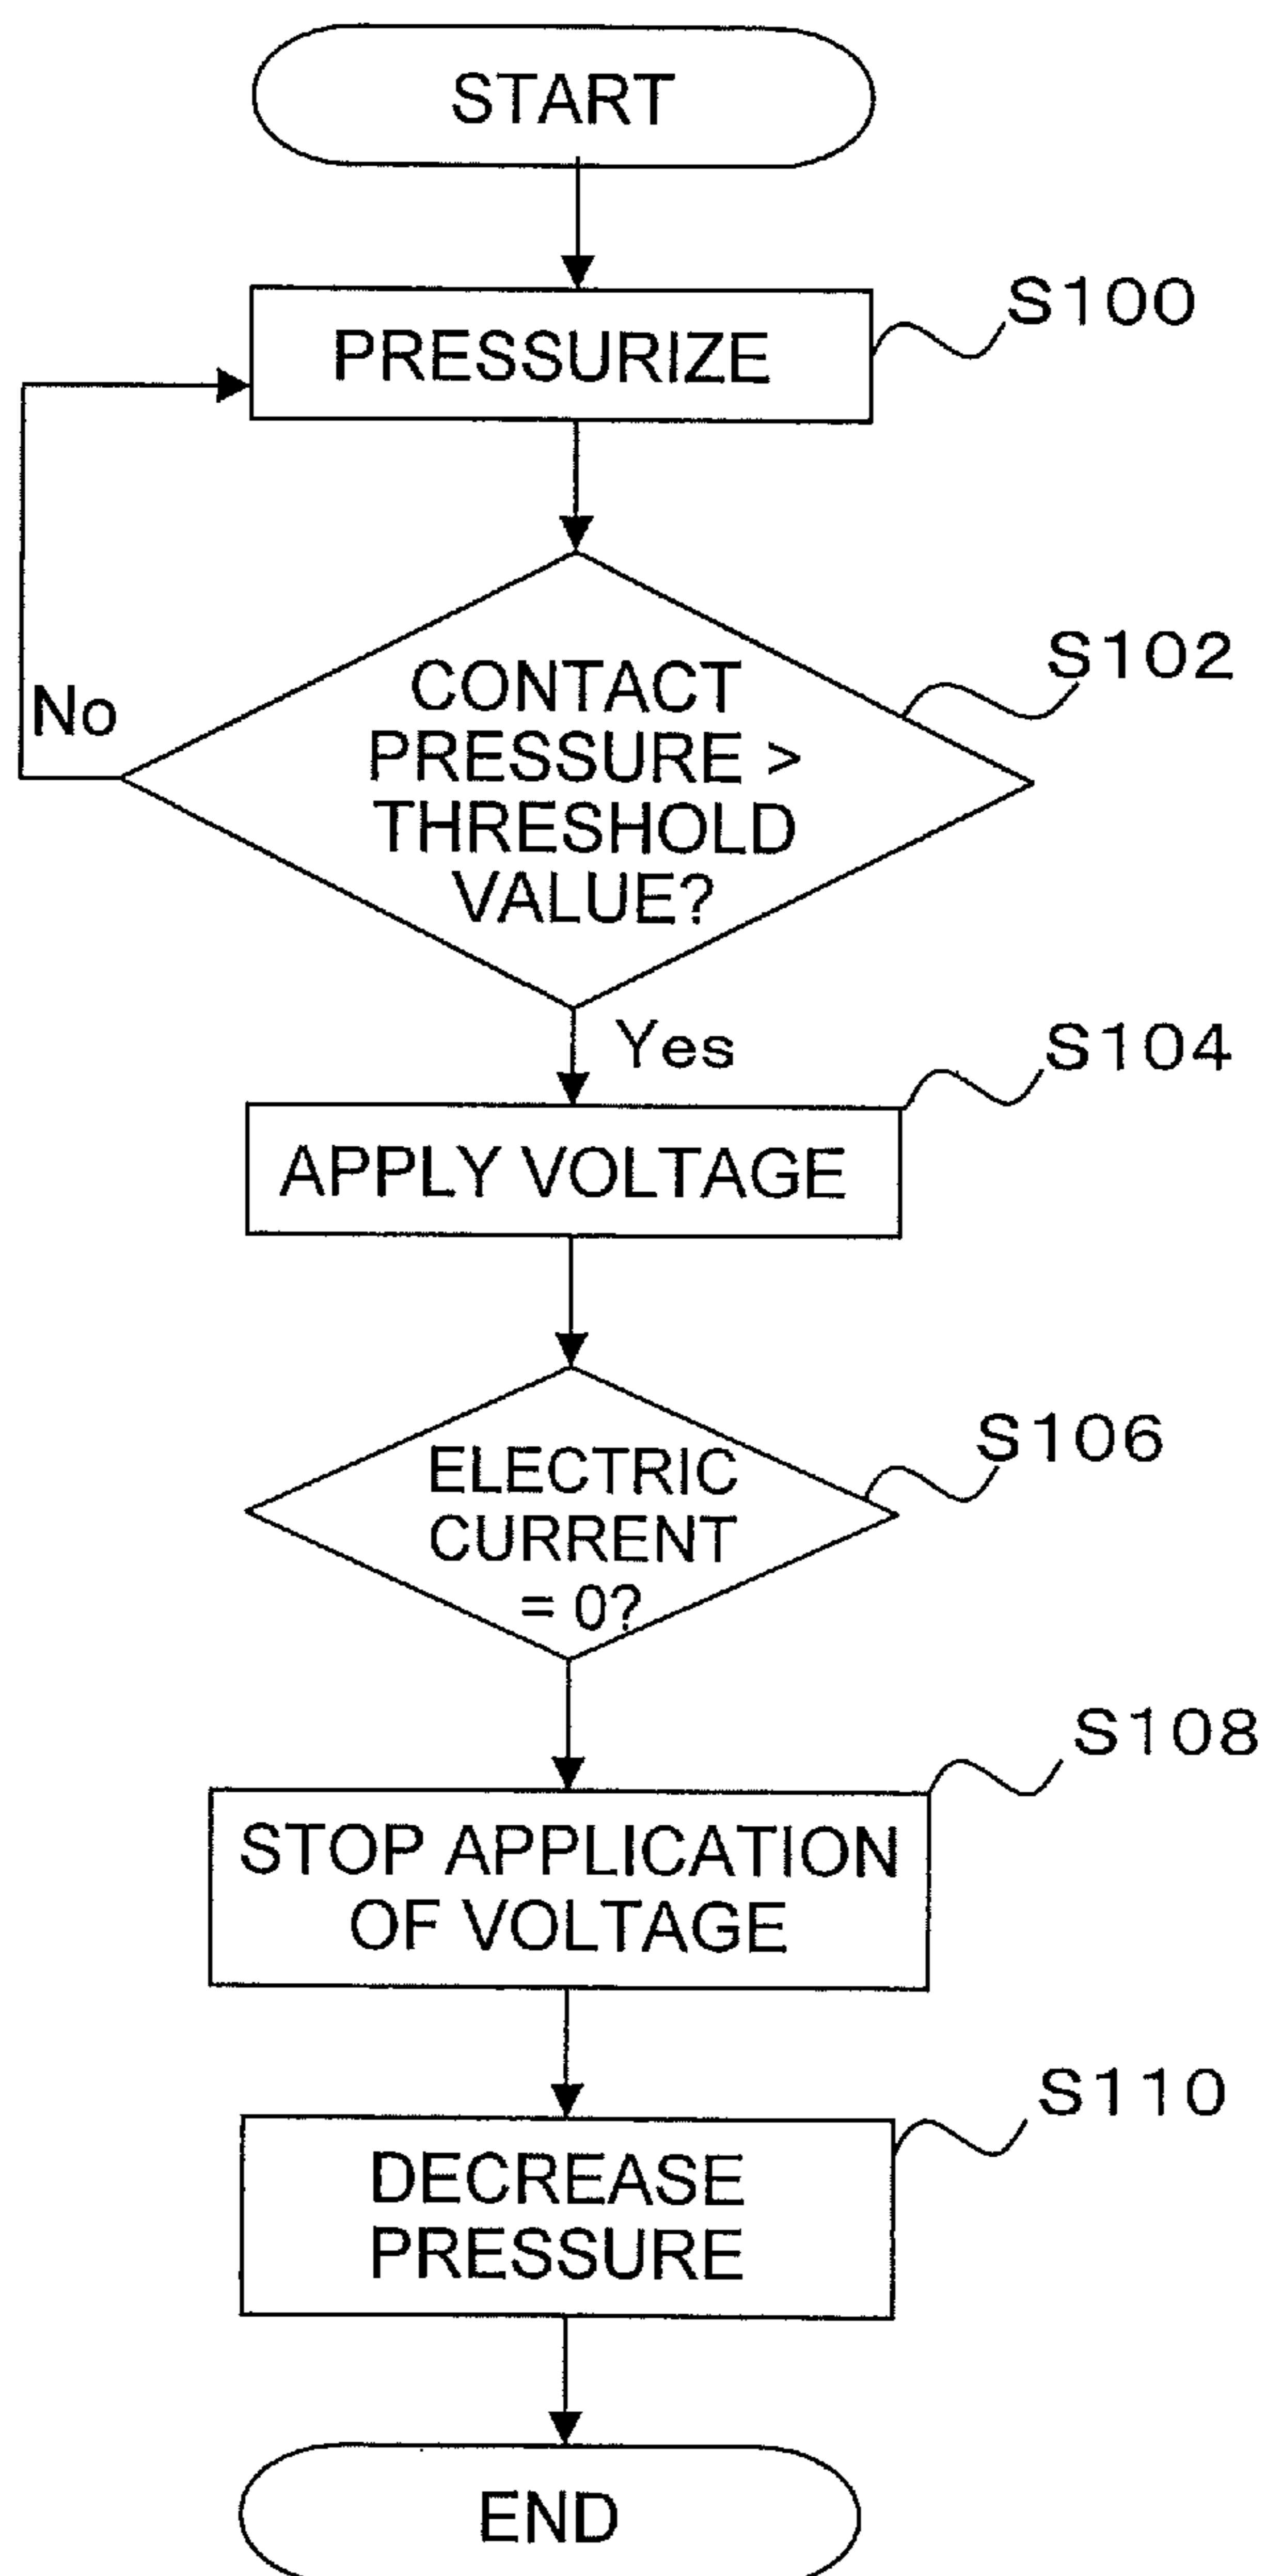 START
PRESSURIZE
S100
CONTACT
PRESSURE >
THRESHOLD
VALUE?
S102
No
Yes
APPLY VOLTAGE
S104
ELECTRIC
CURRENT
= 0?
S106
STOP APPLICATION
OF VOLTAGE
S108
DECREASE
PRESSURE
S110
END